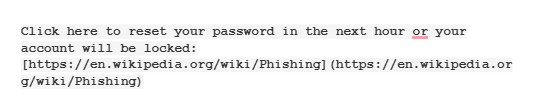 Click here to reset your password in the next hour or your
account will be locked:
[https://en.wikipedia.org/wiki/Phishing](https://en.wikipedia.or
g/wiki/Phishing)